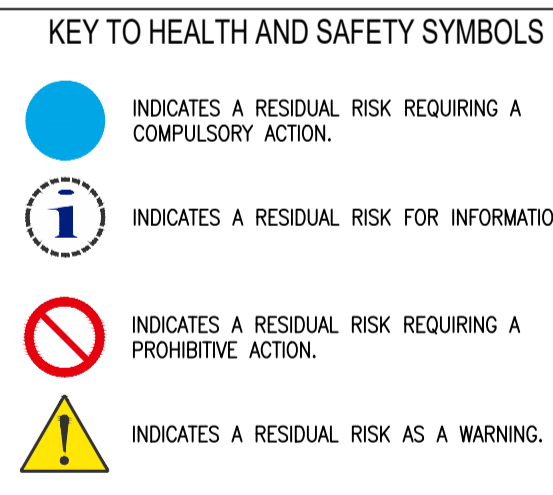 KEY TO HEALTH AND SAFETY SYMBOLS
INDICATES A RESIDUAL RISK REQUIRING A
COMPULSORY ACTION.
i
INDICATES A RESIDUAL RISK FOR INFORMATIO
INDICATES A RESIDUAL RISK REQUIRING A
PROHIBITIVE ACTION.
!
INDICATES A RESIDUAL RISK AS A WARNING.